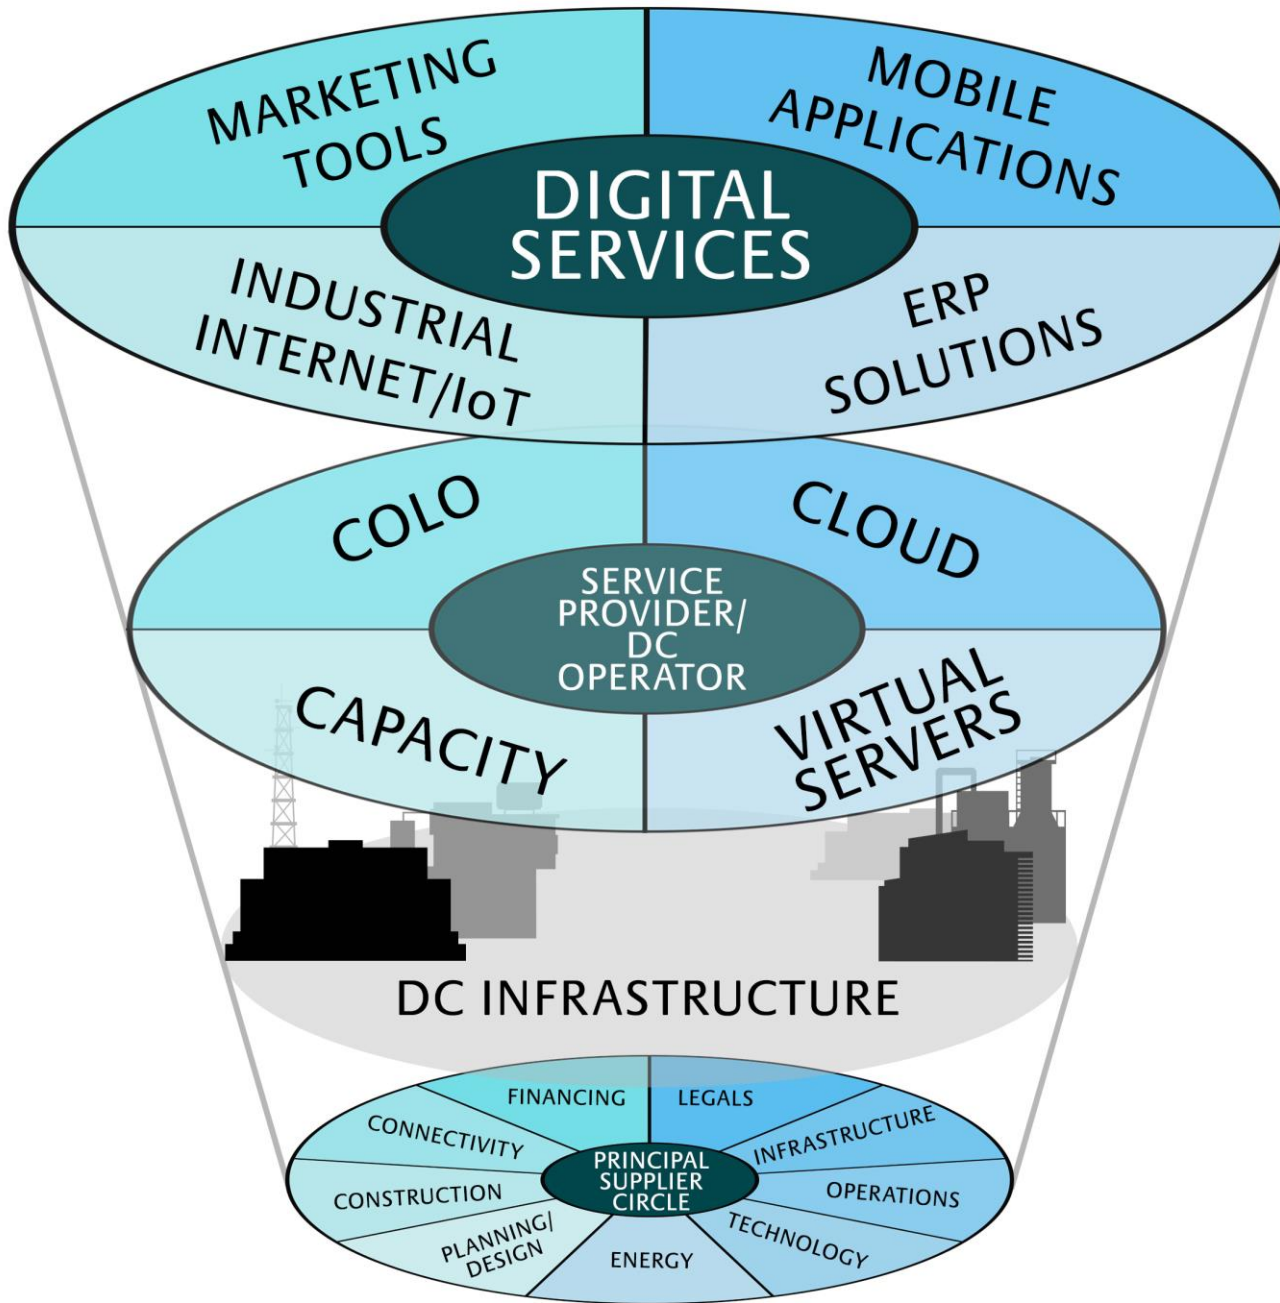 MARKETING
TOOLS
MOBILE
APPLICATIONS
DIGITAL
SERVICES
INDUSTRIAL
INTERNET/IoT
ERP
SOLUTIONS
COLO
CLOUD
SERVICE
PROVIDER/
DC
OPERATOR
CAPACITY
VIRTUAL
SERVERS
DC INFRASTRUCTURE
FINANCING
LEGALS
CONNECTIVITY
INFRASTRUCTURE
PRINCIPAL
SUPPLIER
CIRCLE
CONSTRUCTION
OPERATIONS
PLANNING/
DESIGN
ENERGY
TECHNOLOGY